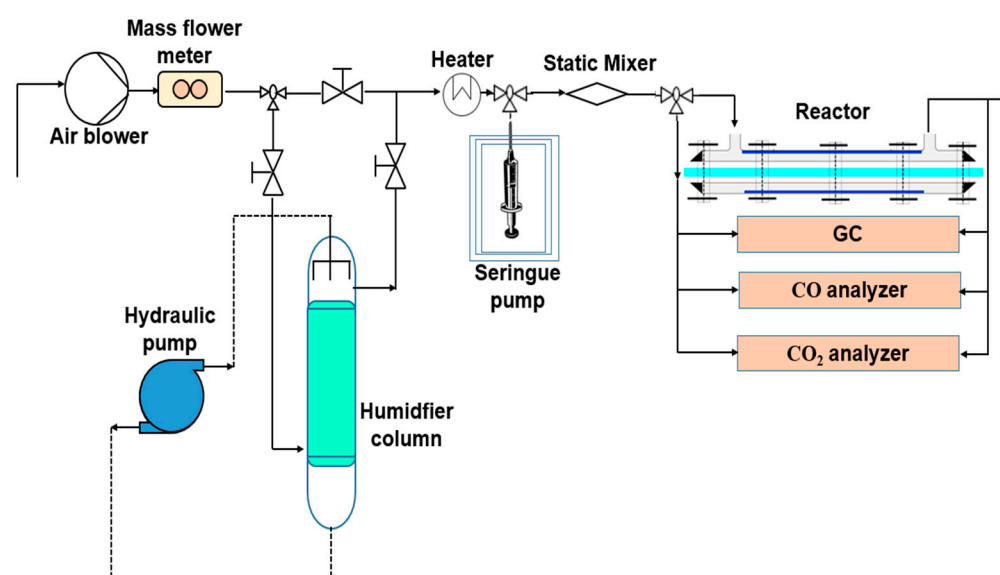 Mass flower
meter
Air blower
Heater
Static Mixer
Reactor
Seringue
pump
GC
CO analyzer
CO₂ analyzer
Hydraulic
pump
Humidfier
column